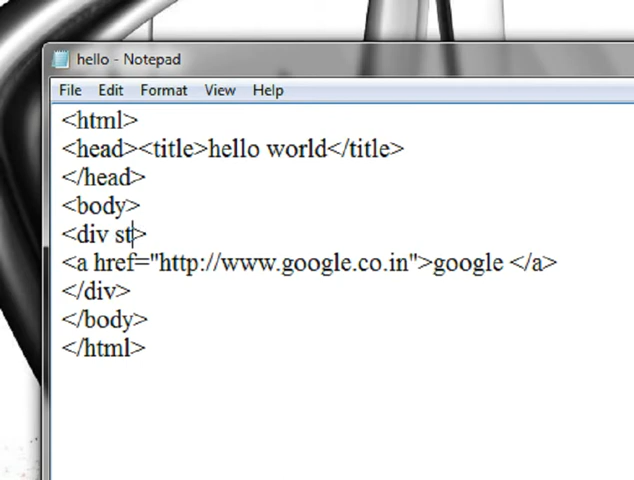 hello - Notepad
File Edit Format View Help
<html>
<head><title>hello world</title>
</head>
<body>
<div st>
<a href="http://www.google.co.in">google </a>
</div>
</body>
</html>